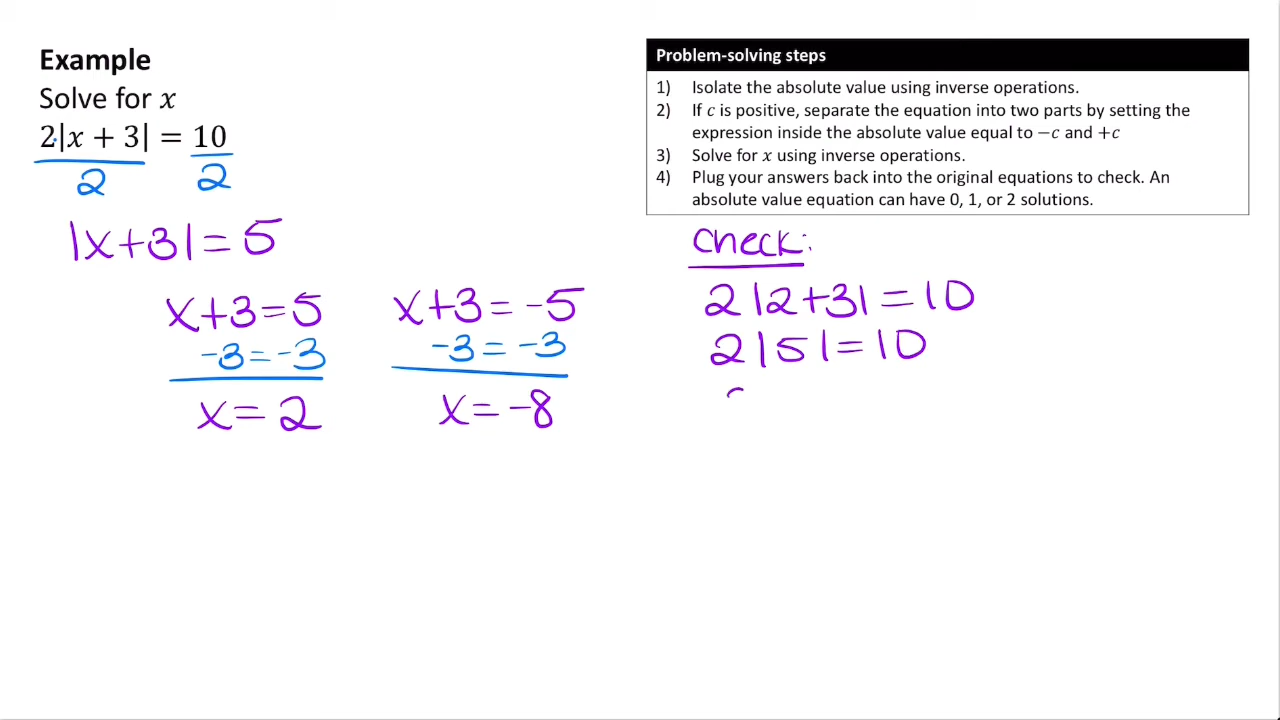 Example
Solve for x
2|x + 3| = 10
2 2
|x+3|=5
x+3=5 x+3=-5
-3=-3 -3=-3
x=2 x=-8
Problem-solving steps
1) Isolate the absolute value using inverse operations.
2) If c is positive, separate the equation into two parts by setting the
expression inside the absolute value equal to −c and +c
3) Solve for x using inverse operations.
4) Plug your answers back into the original equations to check. An
absolute value equation can have 0, 1, or 2 solutions.
Check:
2|2+3|=10
2|5|=10